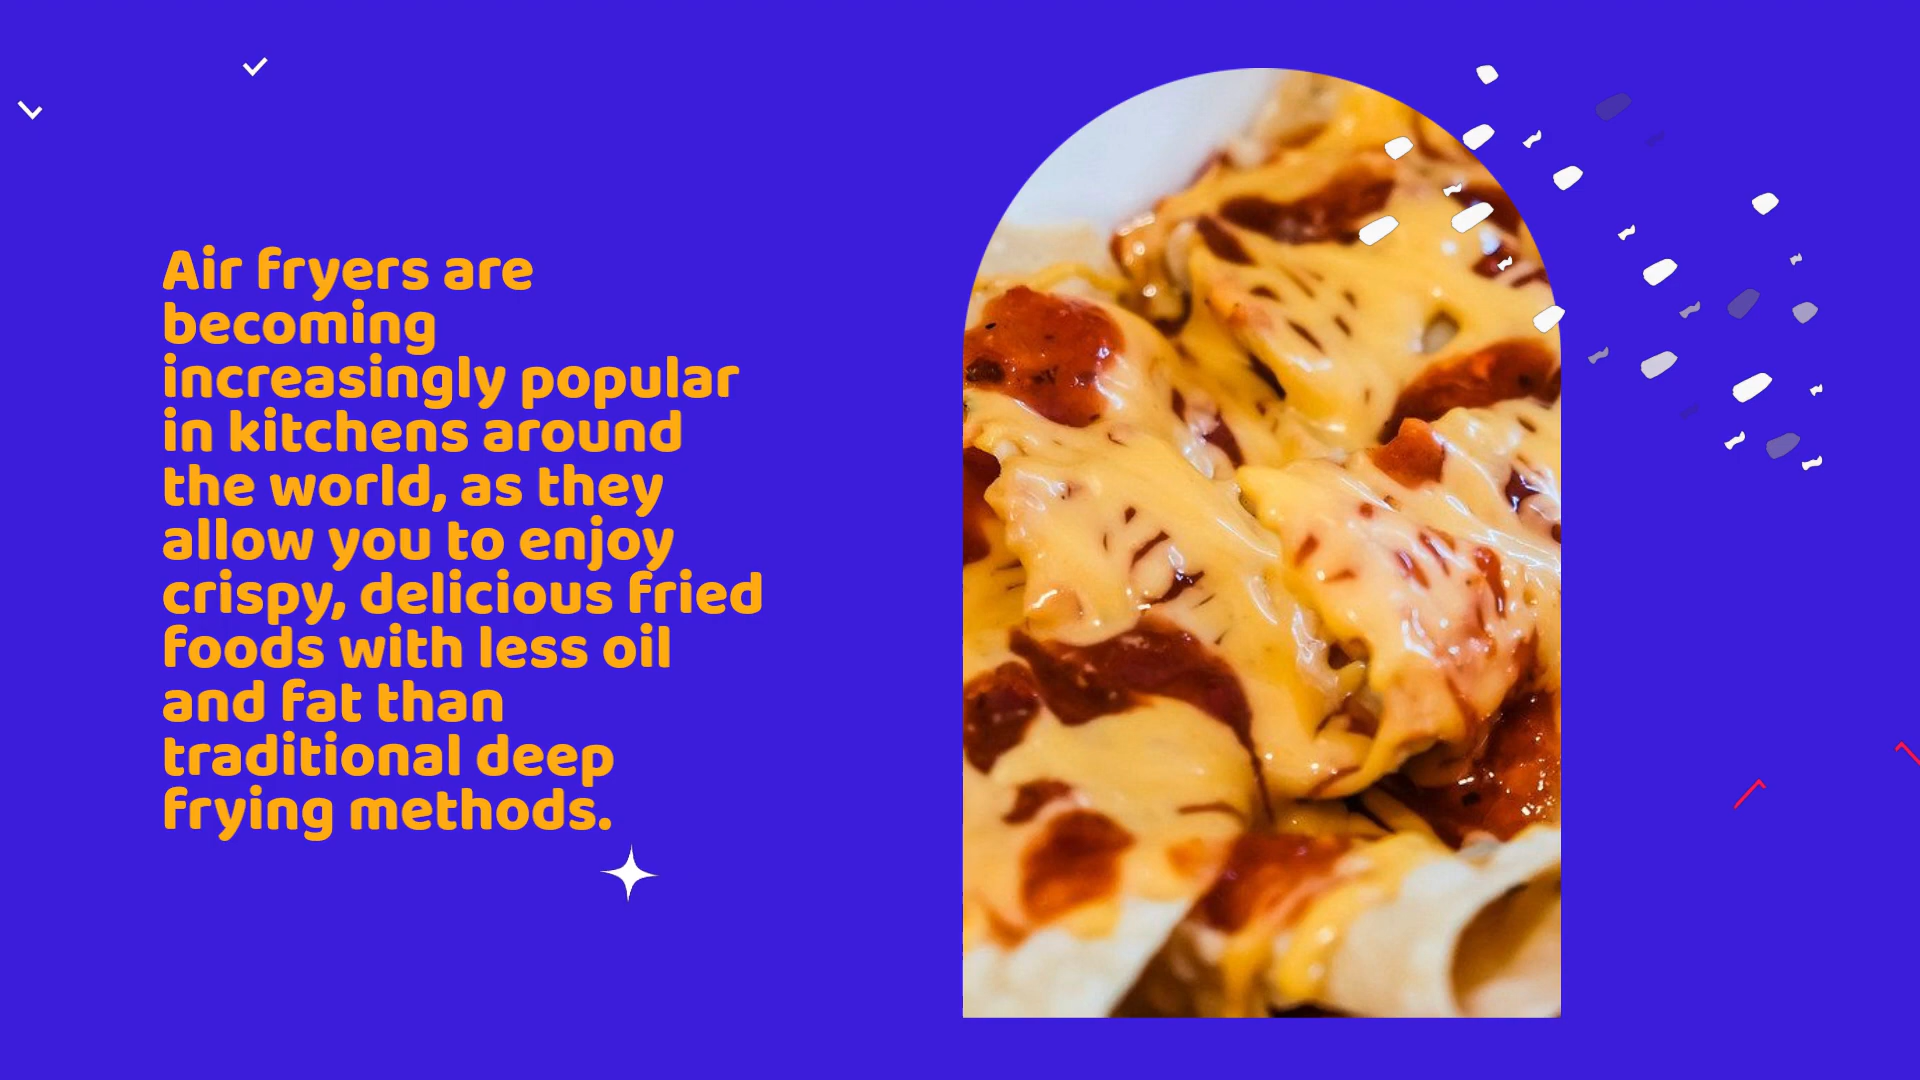 Air fryers are
becoming
increasingly popular
in kitchens around
the world, as they
allow you to enjoy
crispy, delicious fried
foods with less oil
and fat than
traditional deep
frying methods.